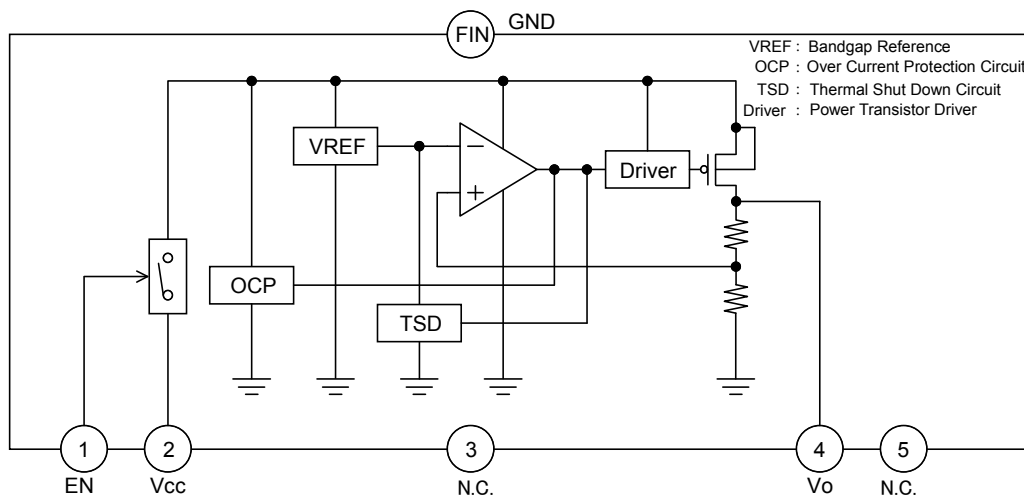 FIN GND
VREF : Bandgap Reference
OCP : Over Current Protection Circuit
TSD : Thermal Shut Down Circuit
Driver : Power Transistor Driver
VREF
−
+
Driver
OCP
TSD
1
2
3
4
5
EN
Vcc
N.C.
Vo
N.C.